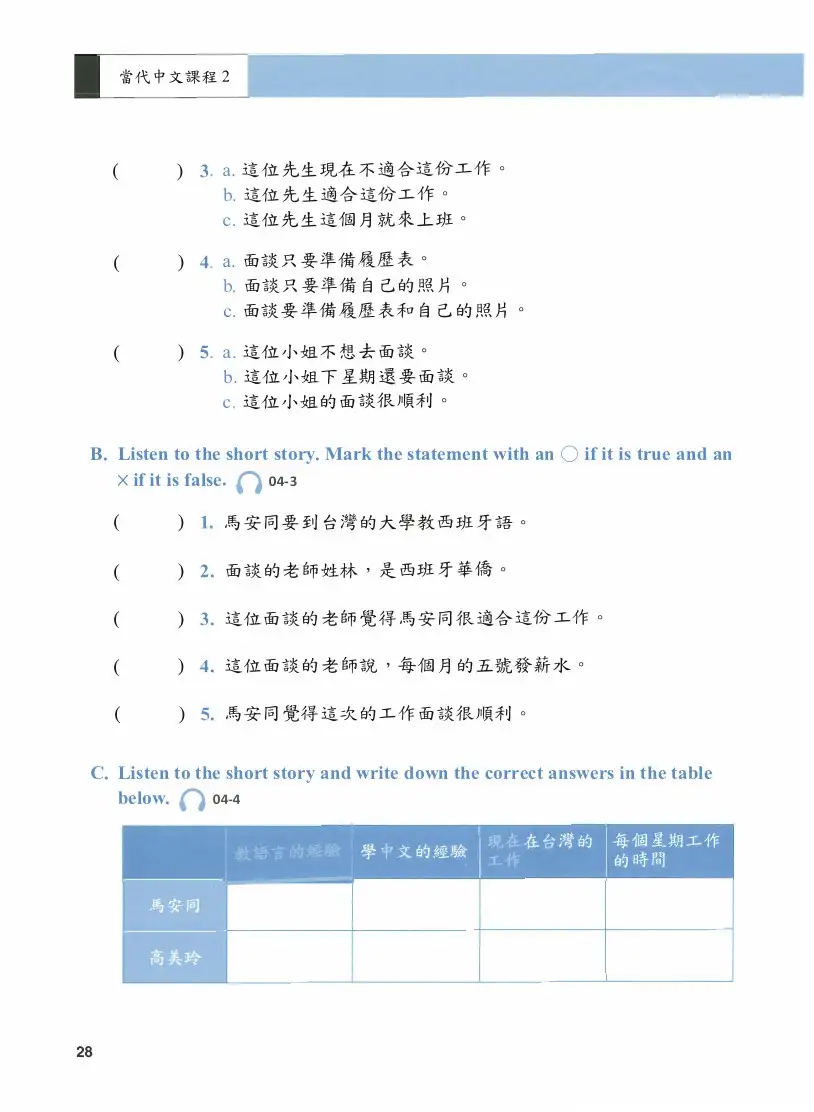 當代中文課程 2
( ) 3. a. 這位先生現在不適合這份工作。
b. 這位先生適合這份工作。
c. 這位先生這個月就來上班。
( ) 4. a. 面談只要準備履歷表。
b. 面談只要準備自己的照片。
c. 面談要準備履歷表和自己的照片。
( ) 5. a. 這位小姐不想去面談。
b. 這位小姐下星期還要面談。
c. 這位小姐的面談很順利。
B. Listen to the short story. Mark the statement with an ○ if it is true and an
× if it is false. 04-3
( ) 1. 馬安同要到台灣的大學教西班牙語。
( ) 2. 面談的老師姓林，是西班牙華僑。
( ) 3. 這位面談的老師覺得馬安同很適合這份工作。
( ) 4. 這位面談的老師說，每個月的五號發薪水。
( ) 5. 馬安同覺得這次的工作面談很順利。
C. Listen to the short story and write down the correct answers in the table
below. 04-4
教語言的經驗 學中文的經驗 現在在台灣的工作 每個星期工作的時間
馬安同
高美玲
28